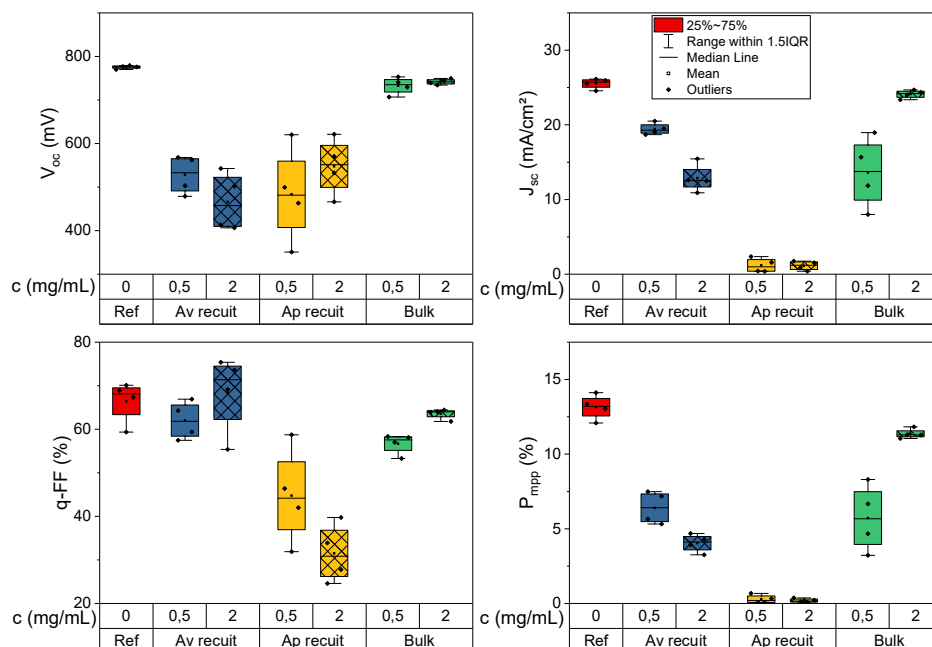 800
600
400
V_oc (mV)
c (mg/mL)
0
0,5
2
0,5
2
0,5
2
Ref
Av recuit
Ap recuit
Bulk
30
20
10
0
J_sc (mA/cm²)
25%~75%
Range within 1.5IQR
Median Line
Mean
Outliers
c (mg/mL)
0
0,5
2
0,5
2
0,5
2
Ref
Av recuit
Ap recuit
Bulk
80
60
40
20
q-FF (%)
c (mg/mL)
0
0,5
2
0,5
2
0,5
2
Ref
Av recuit
Ap recuit
Bulk
15
10
5
0
P_mpp (%)
c (mg/mL)
0
0,5
2
0,5
2
0,5
2
Ref
Av recuit
Ap recuit
Bulk